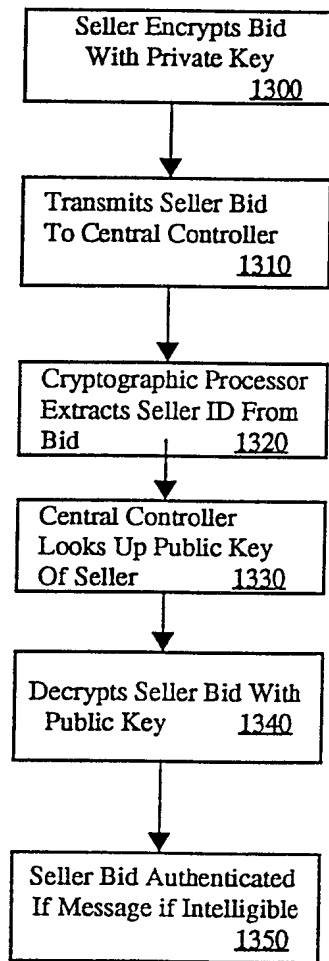 Seller Encrypts Bid
With Private Key
1300
Transmits Seller Bid
To Central Controller
1310
Cryptographic Processor
Extracts Seller ID From
Bid 1320
Central Controller
Looks Up Public Key
Of Seller 1330
Decrypts Seller Bid With
Public Key 1340
Seller Bid Authenticated
If Message if Intelligible
1350